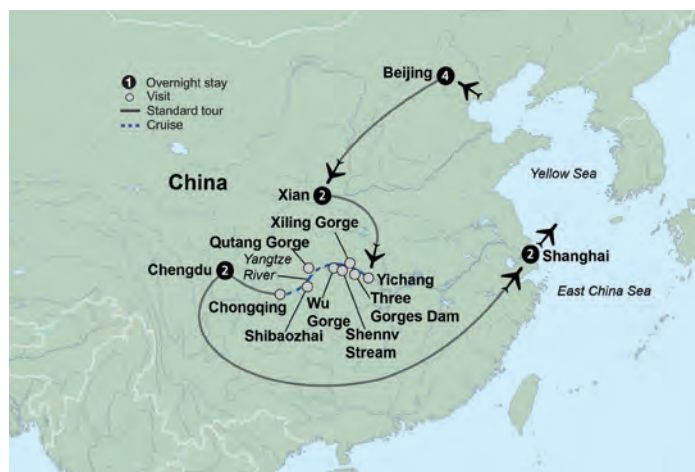 1 Overnight stay
Visit
Standard tour
Cruise
Beijing 4
China
Yellow Sea
Xian 2
Xiling Gorge
Qutang Gorge
Yangtze
River
Chengdu 2
2 Shanghai
East China Sea
Yichang
Chongqing
Three
Gorges Dam
Wu
Gorge
Shibaozhai
Shennv
Stream